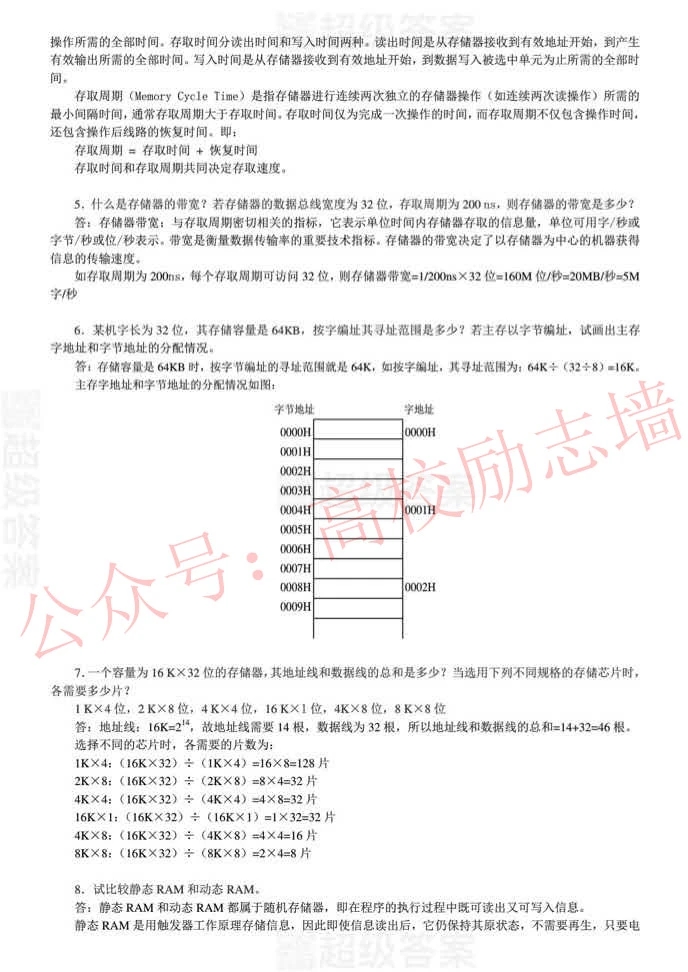 操作所需的全部时间。存取时间分读出时间和写入时间两种。读出时间是从存储器接收到有效地址开始，到产生
有效输出所需的全部时间。写入时间是从存储器接收到有效地址开始，到数据写入被选中单元为止所需的全部时
间。
存取周期（Memory Cycle Time）是指存储器进行连续两次独立的存储器操作（如连续两次读操作）所需的
最小间隔时间，通常存取周期大于存取时间。存取时间仅为完成一次操作的时间，而存取周期不仅包含操作时间，
还包含操作后线路的恢复时间。即：
存取周期 = 存取时间 + 恢复时间
存取时间和存取周期共同决定存取速度。
5．什么是存储器的带宽？若存储器的数据总线宽度为 32 位，存取周期为 200 ns，则存储器的带宽是多少？
答：存储器带宽：与存取周期密切相关的指标，它表示单位时间内存储器存取的信息量，单位可用字/秒或
字节/秒或位/秒表示。带宽是衡量数据传输率的重要技术指标。存储器的带宽决定了以存储器为中心的机器获得
信息的传输速度。
如存取周期为 200ns，每个存取周期可访问 32 位，则存储器带宽=1/200ns×32 位=160M 位/秒=20MB/秒=5M
字/秒
6．某机字长为 32 位，其存储容量是 64KB，按字编址其寻址范围是多少？若主存以字节编址，试画出主存
字地址和字节地址的分配情况。
答：存储容量是 64KB 时，按字节编址的寻址范围就是 64K，如按字编址，其寻址范围为：64K÷（32÷8）=16K。
主存字地址和字节地址的分配情况如图：
字节地址 字地址
0000H 0000H
0001H
0002H
0003H
0004H 0001H
0005H
0006H
0007H
0008H 0002H
0009H
7．一个容量为 16 K×32 位的存储器，其地址线和数据线的总和是多少？当选用下列不同规格的存储芯片时，
各需要多少片？
1 K×4 位，2 K×8 位，4 K×4 位，16 K×1 位，4K×8 位，8 K×8 位
答：地址线：16K=2¹⁴，故地址线需要 14 根，数据线为 32 根，所以地址线和数据线的总和=14+32=46 根。
选择不同的芯片时，各需要的片数为：
1K×4：（16K×32）÷（1K×4）=16×8=128 片
2K×8：（16K×32）÷（2K×8）=8×4=32 片
4K×4：（16K×32）÷（4K×4）=4×8=32 片
16K×1：（16K×32）÷（16K×1）=1×32=32 片
4K×8：（16K×32）÷（4K×8）=4×4=16 片
8K×8：（16K×32）÷（8K×8）=2×4=8 片
8．试比较静态 RAM 和动态 RAM。
答：静态 RAM 和动态 RAM 都属于随机存储器，即在程序的执行过程中既可读出又可写入信息。
静态 RAM 是用触发器工作原理存储信息，因此即使信息读出后，它仍保持其原状态，不需要再生，只要电
公众号：高校励志墙
超级答案
超级答案
超级答案
超级答案